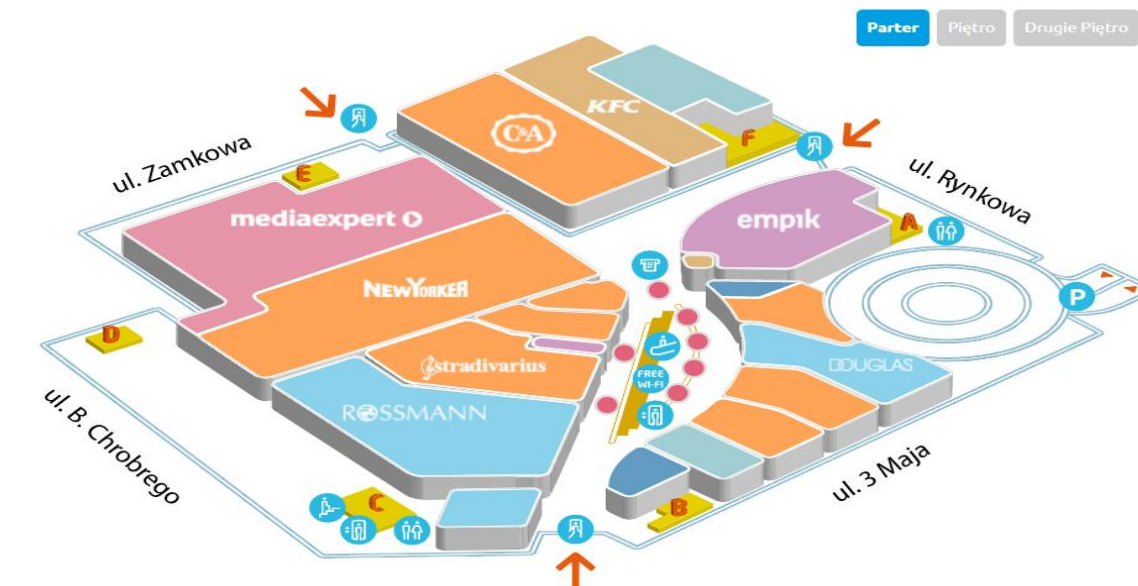 Parter
Piętro
Drugie Piętro
ul. Zamkowa
C&A
KFC
F
ul. Rynkowa
E
mediaexpert
empik
A
NEWYORKER
P
D
stradivarius
FREE
WI-FI
DOUGLAS
ROSSMANN
ul. B. Chrobrego
ul. 3 Maja
C
B